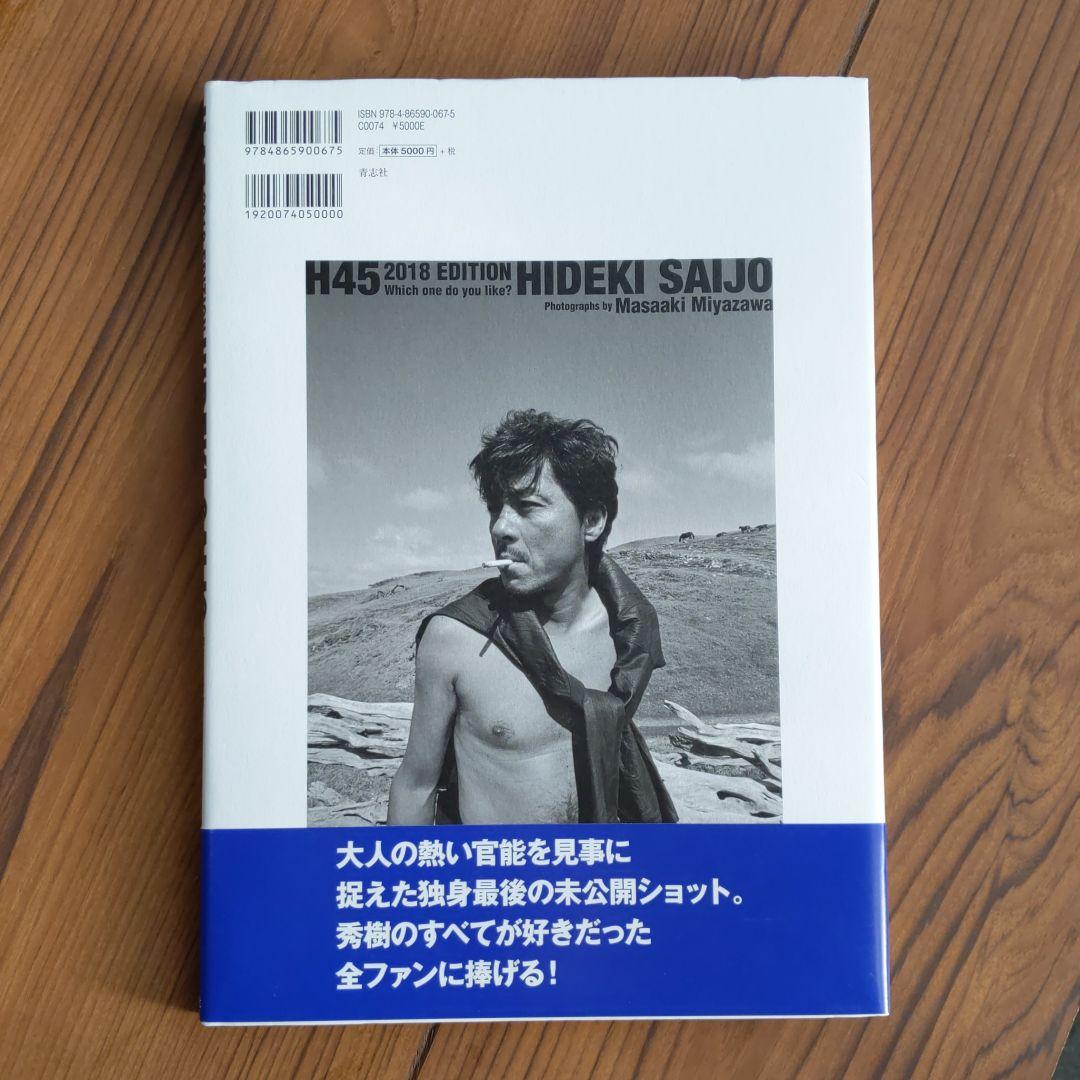 ISBN 978-4-86590-067-5
C0074 ¥5000E
9784865900675
定価：本体5000円 + 税
青志社
1920074050000
H45 2018 EDITION HIDEKI SAIJO
Which one do you like?
Photographs by Masaaki Miyazawa
大人の熱い官能を見事に
捉えた独身最後の未公開ショット。
秀樹のすべてが好きだった
全ファンに捧げる！